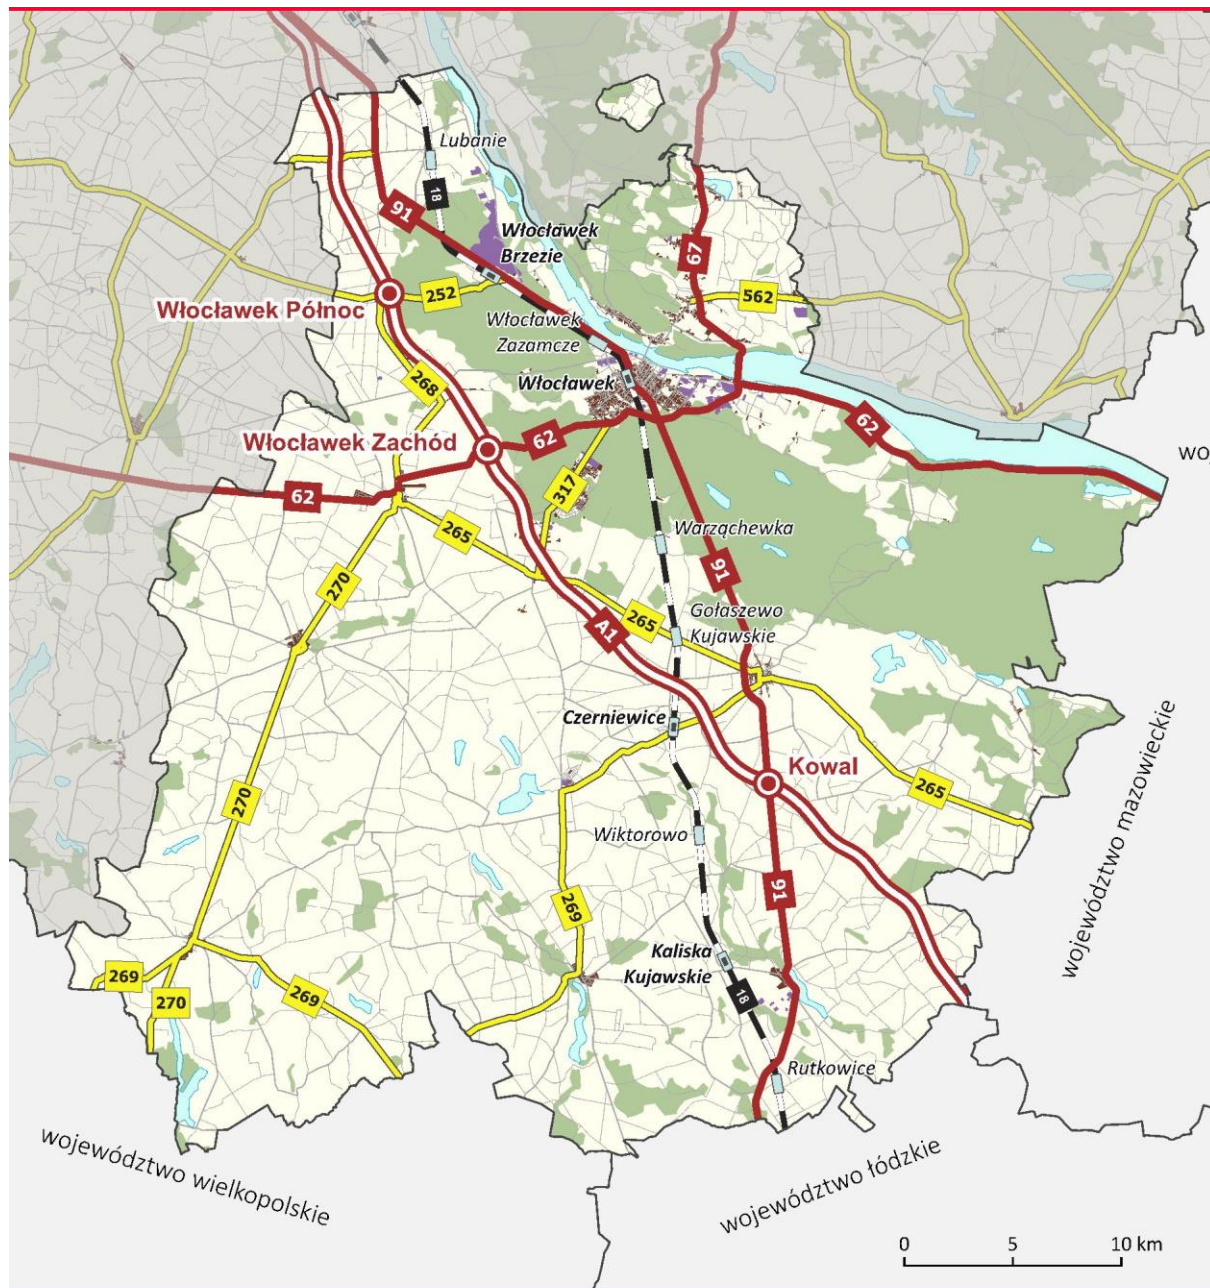 Lubanie
18
91
Włocławek
Brzezie
67
252
562
Włocławek Północ
Włocławek
Zazamcze
268
Włocławek
Włocławek Zachód
62
62
62
317
265
Warząchewka
91
270
A1
265
Gołaszewo
Kujawskie
Czerniewice
Kowal
265
270
Wiktorowo
269
91
Kaliska
Kujawskie
18
269
270
269
Rutkowice
województwo mazowieckie
województwo wielkopolskie
województwo łódzkie
woj
0 5 10 km